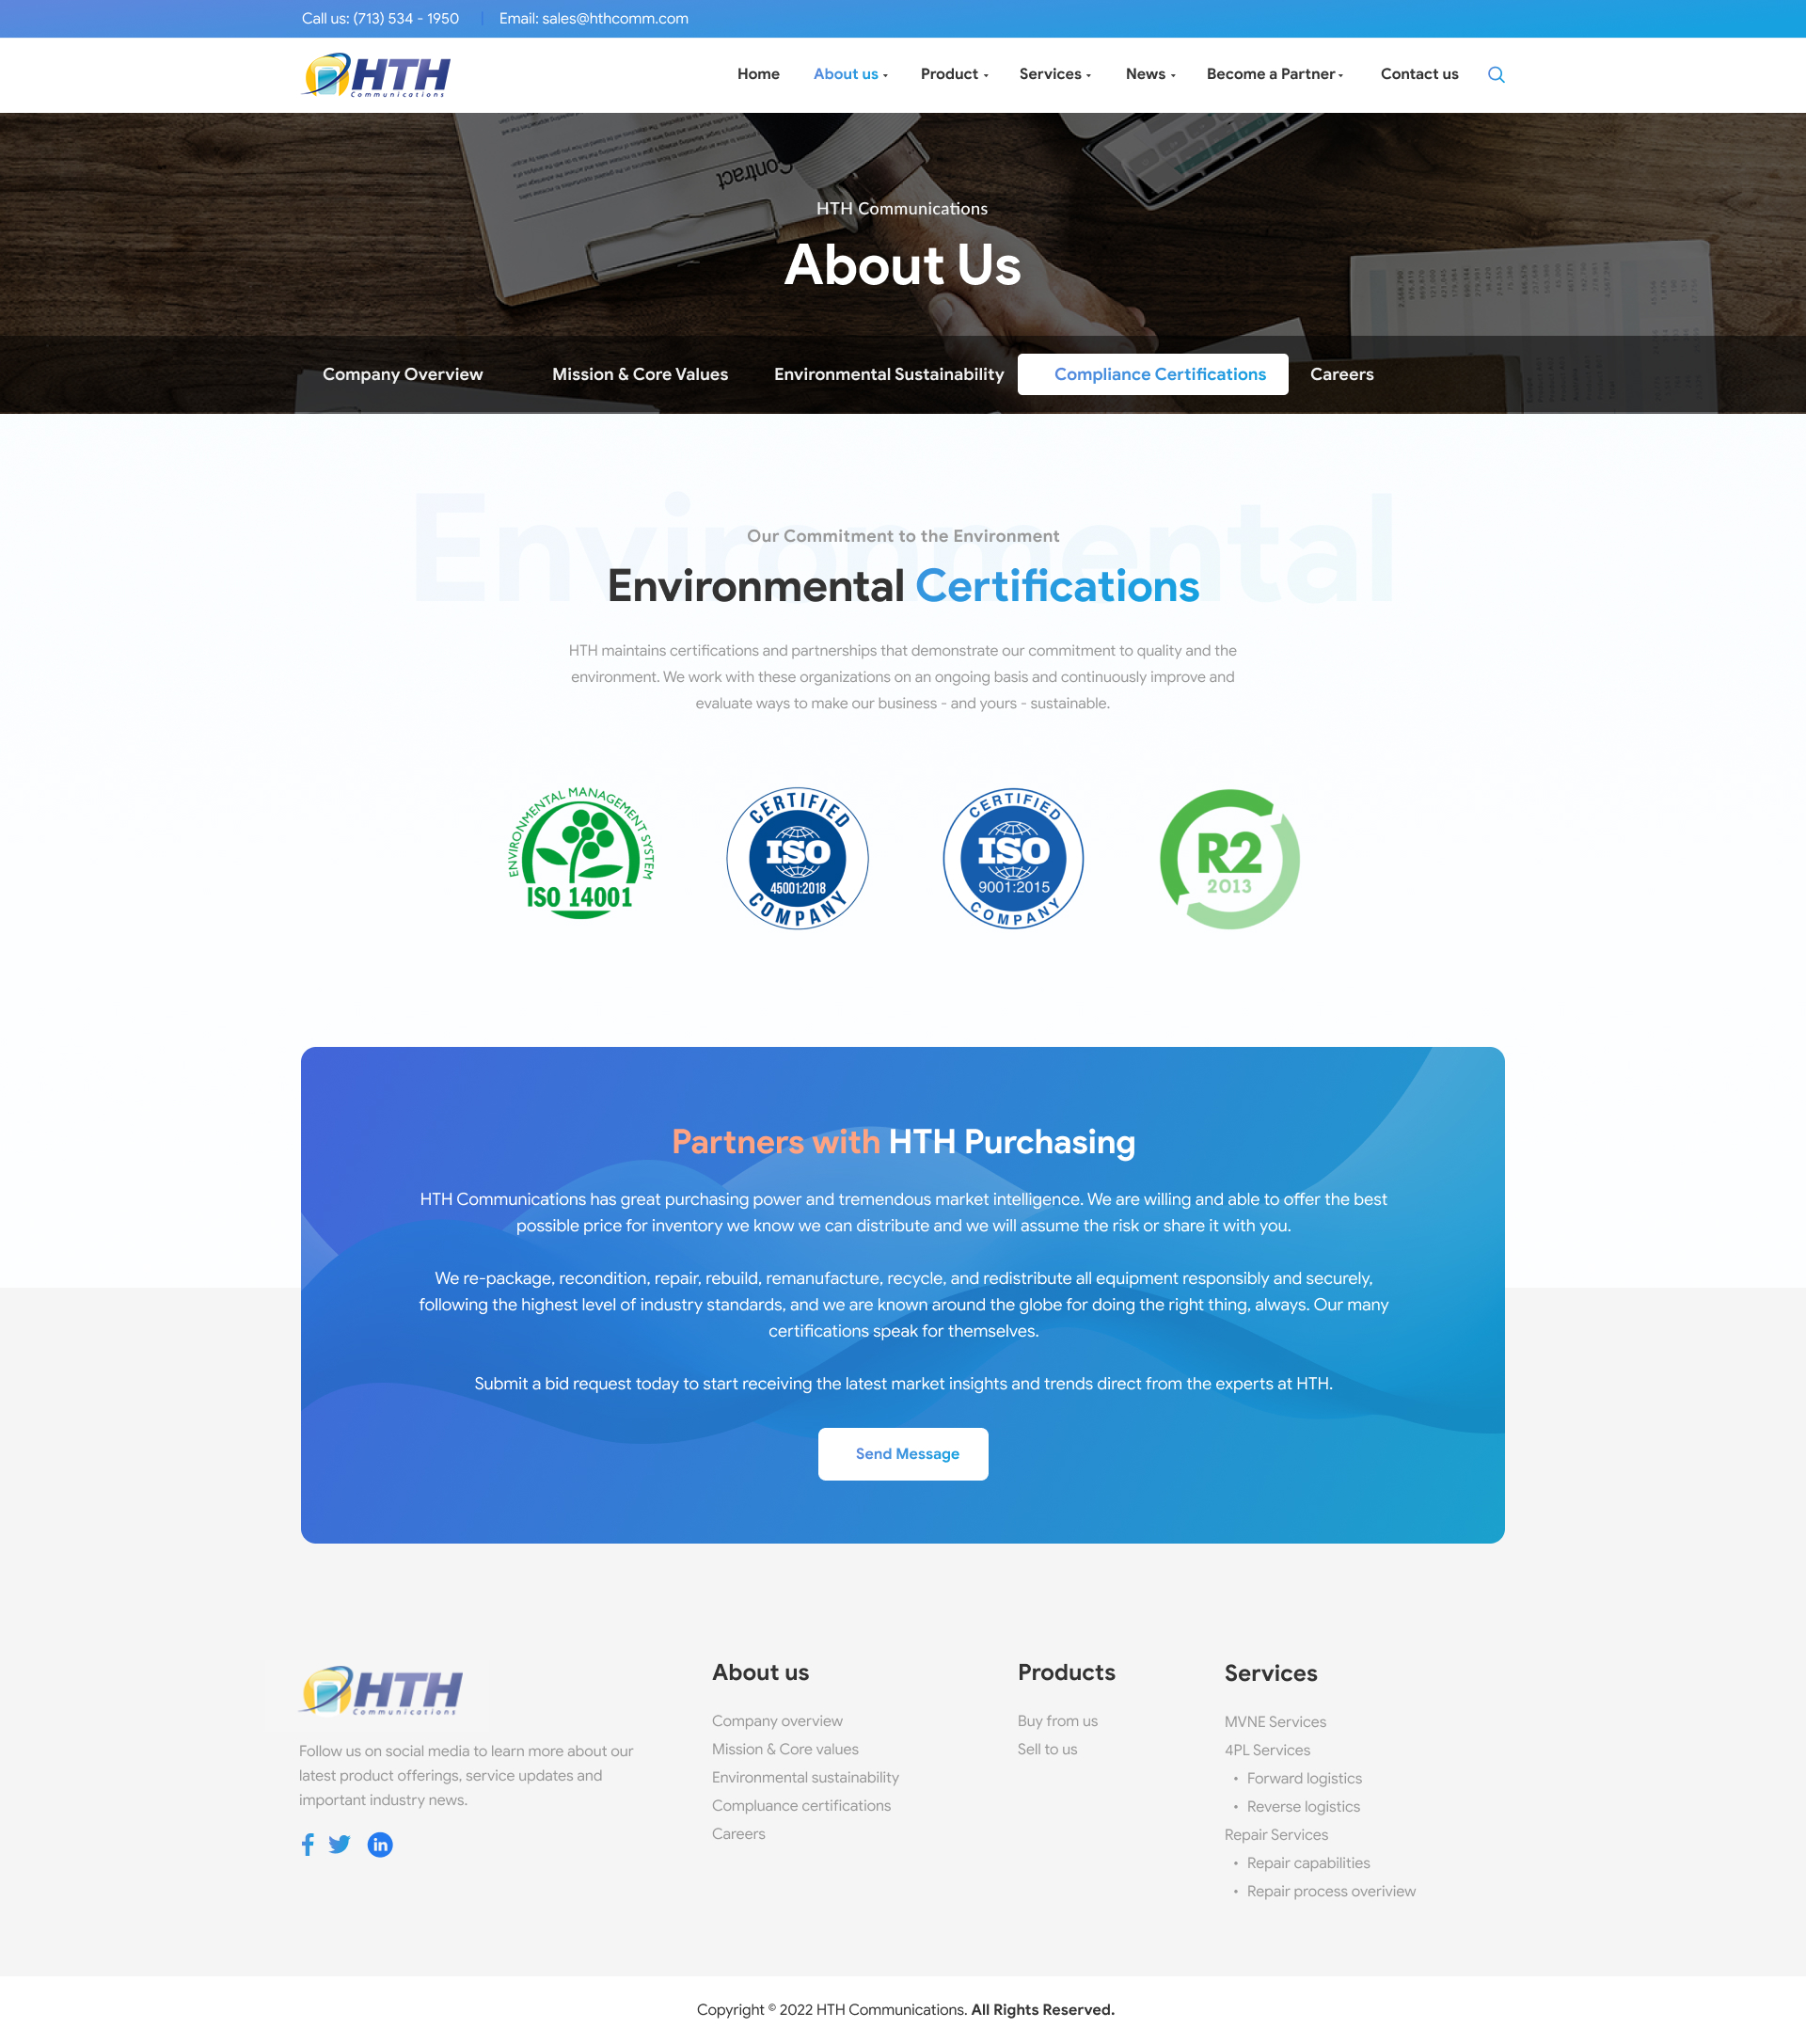 Call us: (713) 534 - 1950
Email: sales@hthcomm.com
HTH
Communications
Home
About us
Product
Services
News
Become a Partner
Contact us
Contract
HTH Communications
About Us
Company Overview
Mission & Core Values
Environmental Sustainability
Compliance Certifications
Careers
Environmental
Our Commitment to the Environment
Environmental Certifications
HTH maintains certifications and partnerships that demonstrate our commitment to quality and the
environment. We work with these organizations on an ongoing basis and continuously improve and
evaluate ways to make our business - and yours - sustainable.
ENVIRONMENTAL MANAGEMENT SYSTEM
ISO 14001
CERTIFIED
ISO
45001:2018
COMPANY
CERTIFIED
ISO
9001:2015
COMPANY
R2
2013
Partners with HTH Purchasing
HTH Communications has great purchasing power and tremendous market intelligence. We are willing and able to offer the best
possible price for inventory we know we can distribute and we will assume the risk or share it with you.
We re-package, recondition, repair, rebuild, remanufacture, recycle, and redistribute all equipment responsibly and securely,
following the highest level of industry standards, and we are known around the globe for doing the right thing, always. Our many
certifications speak for themselves.
Submit a bid request today to start receiving the latest market insights and trends direct from the experts at HTH.
Send Message
HTH
Communications
Follow us on social media to learn more about our
latest product offerings, service updates and
important industry news.
in
About us
Company overview
Mission & Core values
Environmental sustainability
Compluance certifications
Careers
Products
Buy from us
Sell to us
Services
MVNE Services
4PL Services
• Forward logistics
• Reverse logistics
Repair Services
• Repair capabilities
• Repair process overiview
Copyright © 2022 HTH Communications. All Rights Reserved.